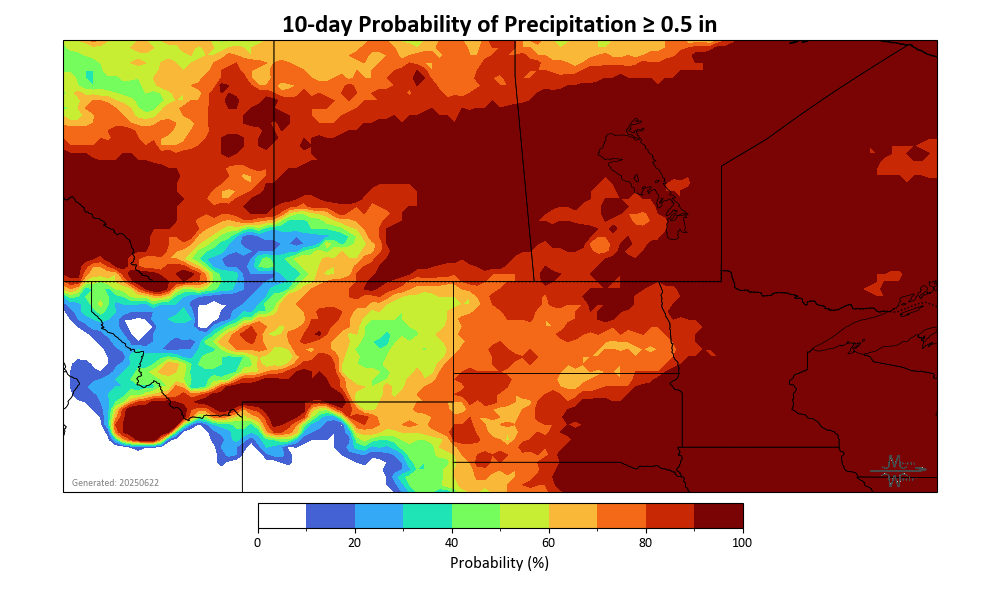 10-day Probability of Precipitation ≥ 0.5 in
Generated: 20250622
0 20 40 60 80 100
Probability (%)